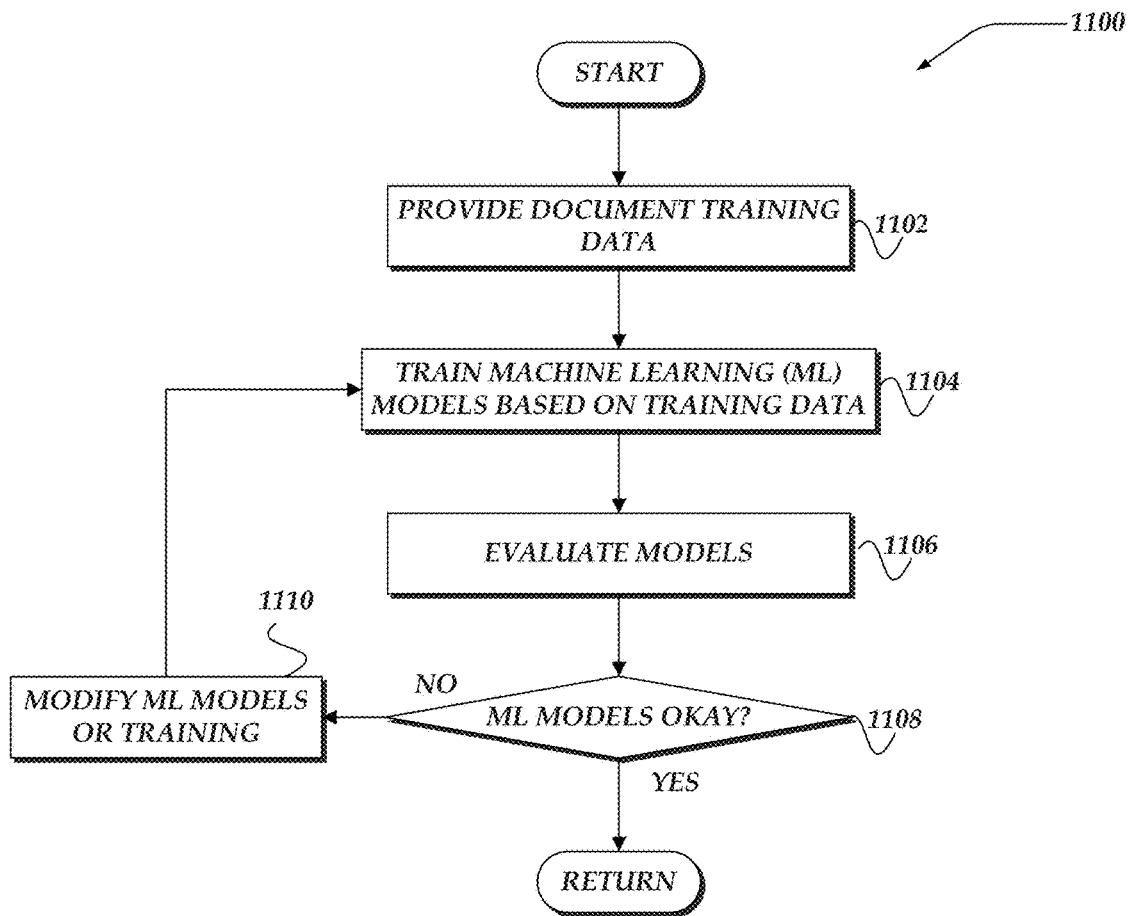 1100
START
PROVIDE DOCUMENT TRAINING
DATA
1102
TRAIN MACHINE LEARNING (ML)
MODELS BASED ON TRAINING DATA
1104
EVALUATE MODELS
1106
1110
MODIFY ML MODELS
OR TRAINING
NO
ML MODELS OKAY?
1108
YES
RETURN